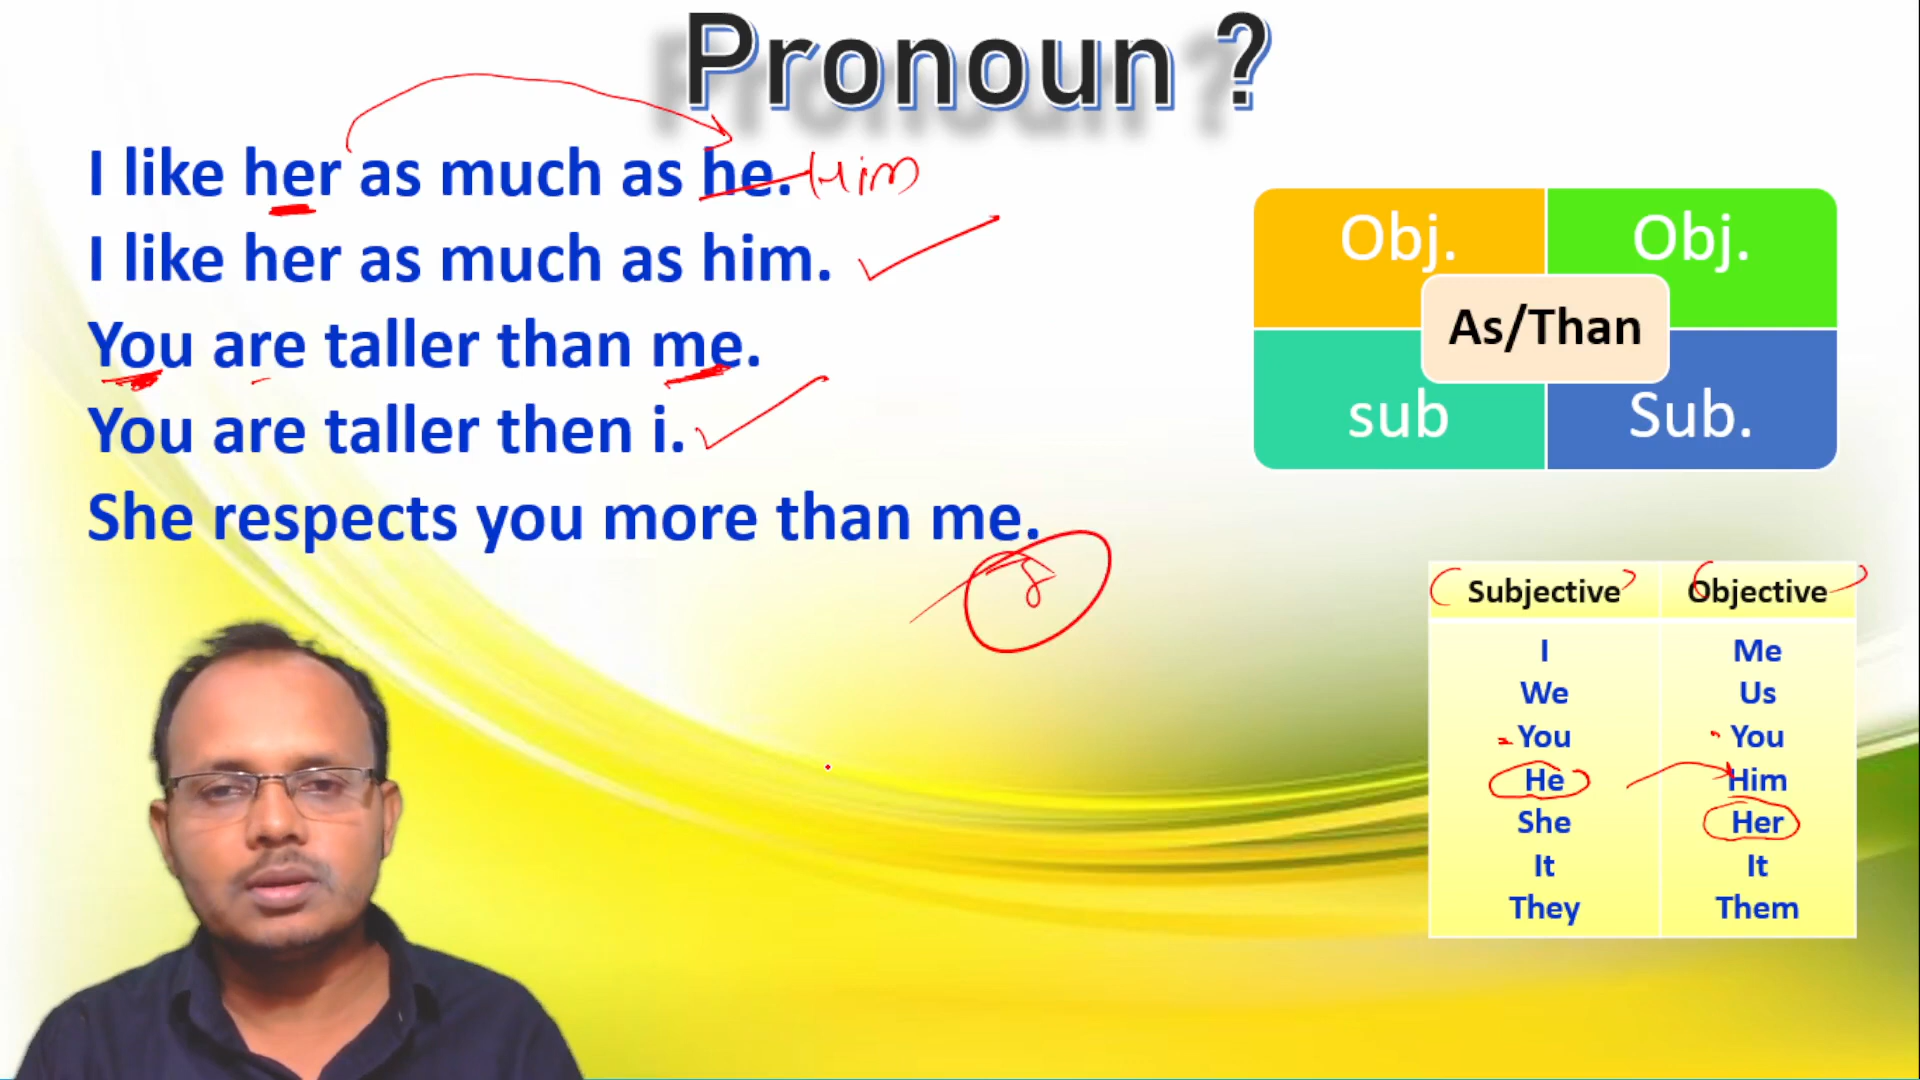 Pronoun ?
I like her as much as he. Him
I like her as much as him.
You are taller than me.
You are taller then i.
She respects you more than me.
Obj. Obj.
As/Than
sub Sub.
Subjective Objective
I Me
We Us
You You
He Him
She Her
It It
They Them